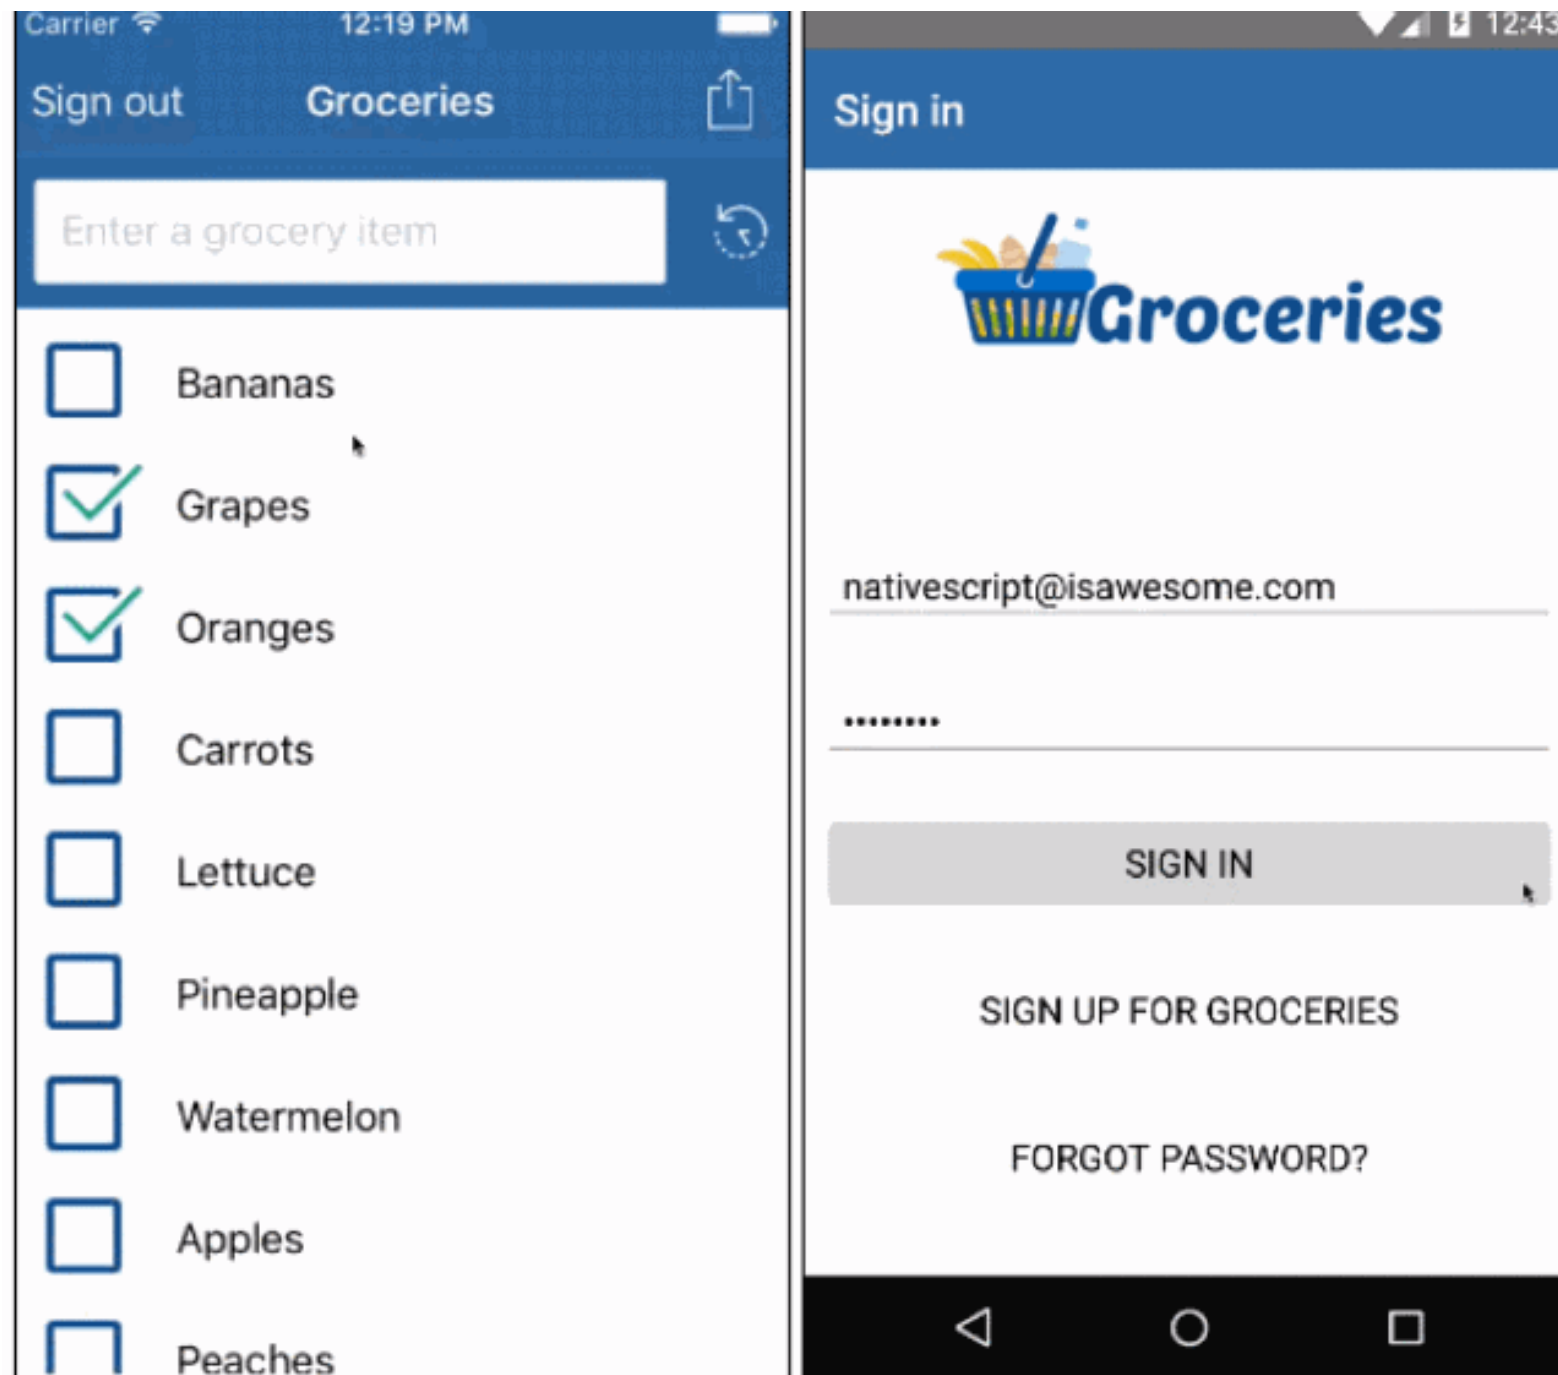 Carrier
12:19 PM
Sign out
Groceries
Enter a grocery item
Bananas
Grapes
Oranges
Carrots
Lettuce
Pineapple
Watermelon
Apples
Peaches
12:43
Sign in
Groceries
nativescript@isawesome.com
••••••••
SIGN IN
SIGN UP FOR GROCERIES
FORGOT PASSWORD?